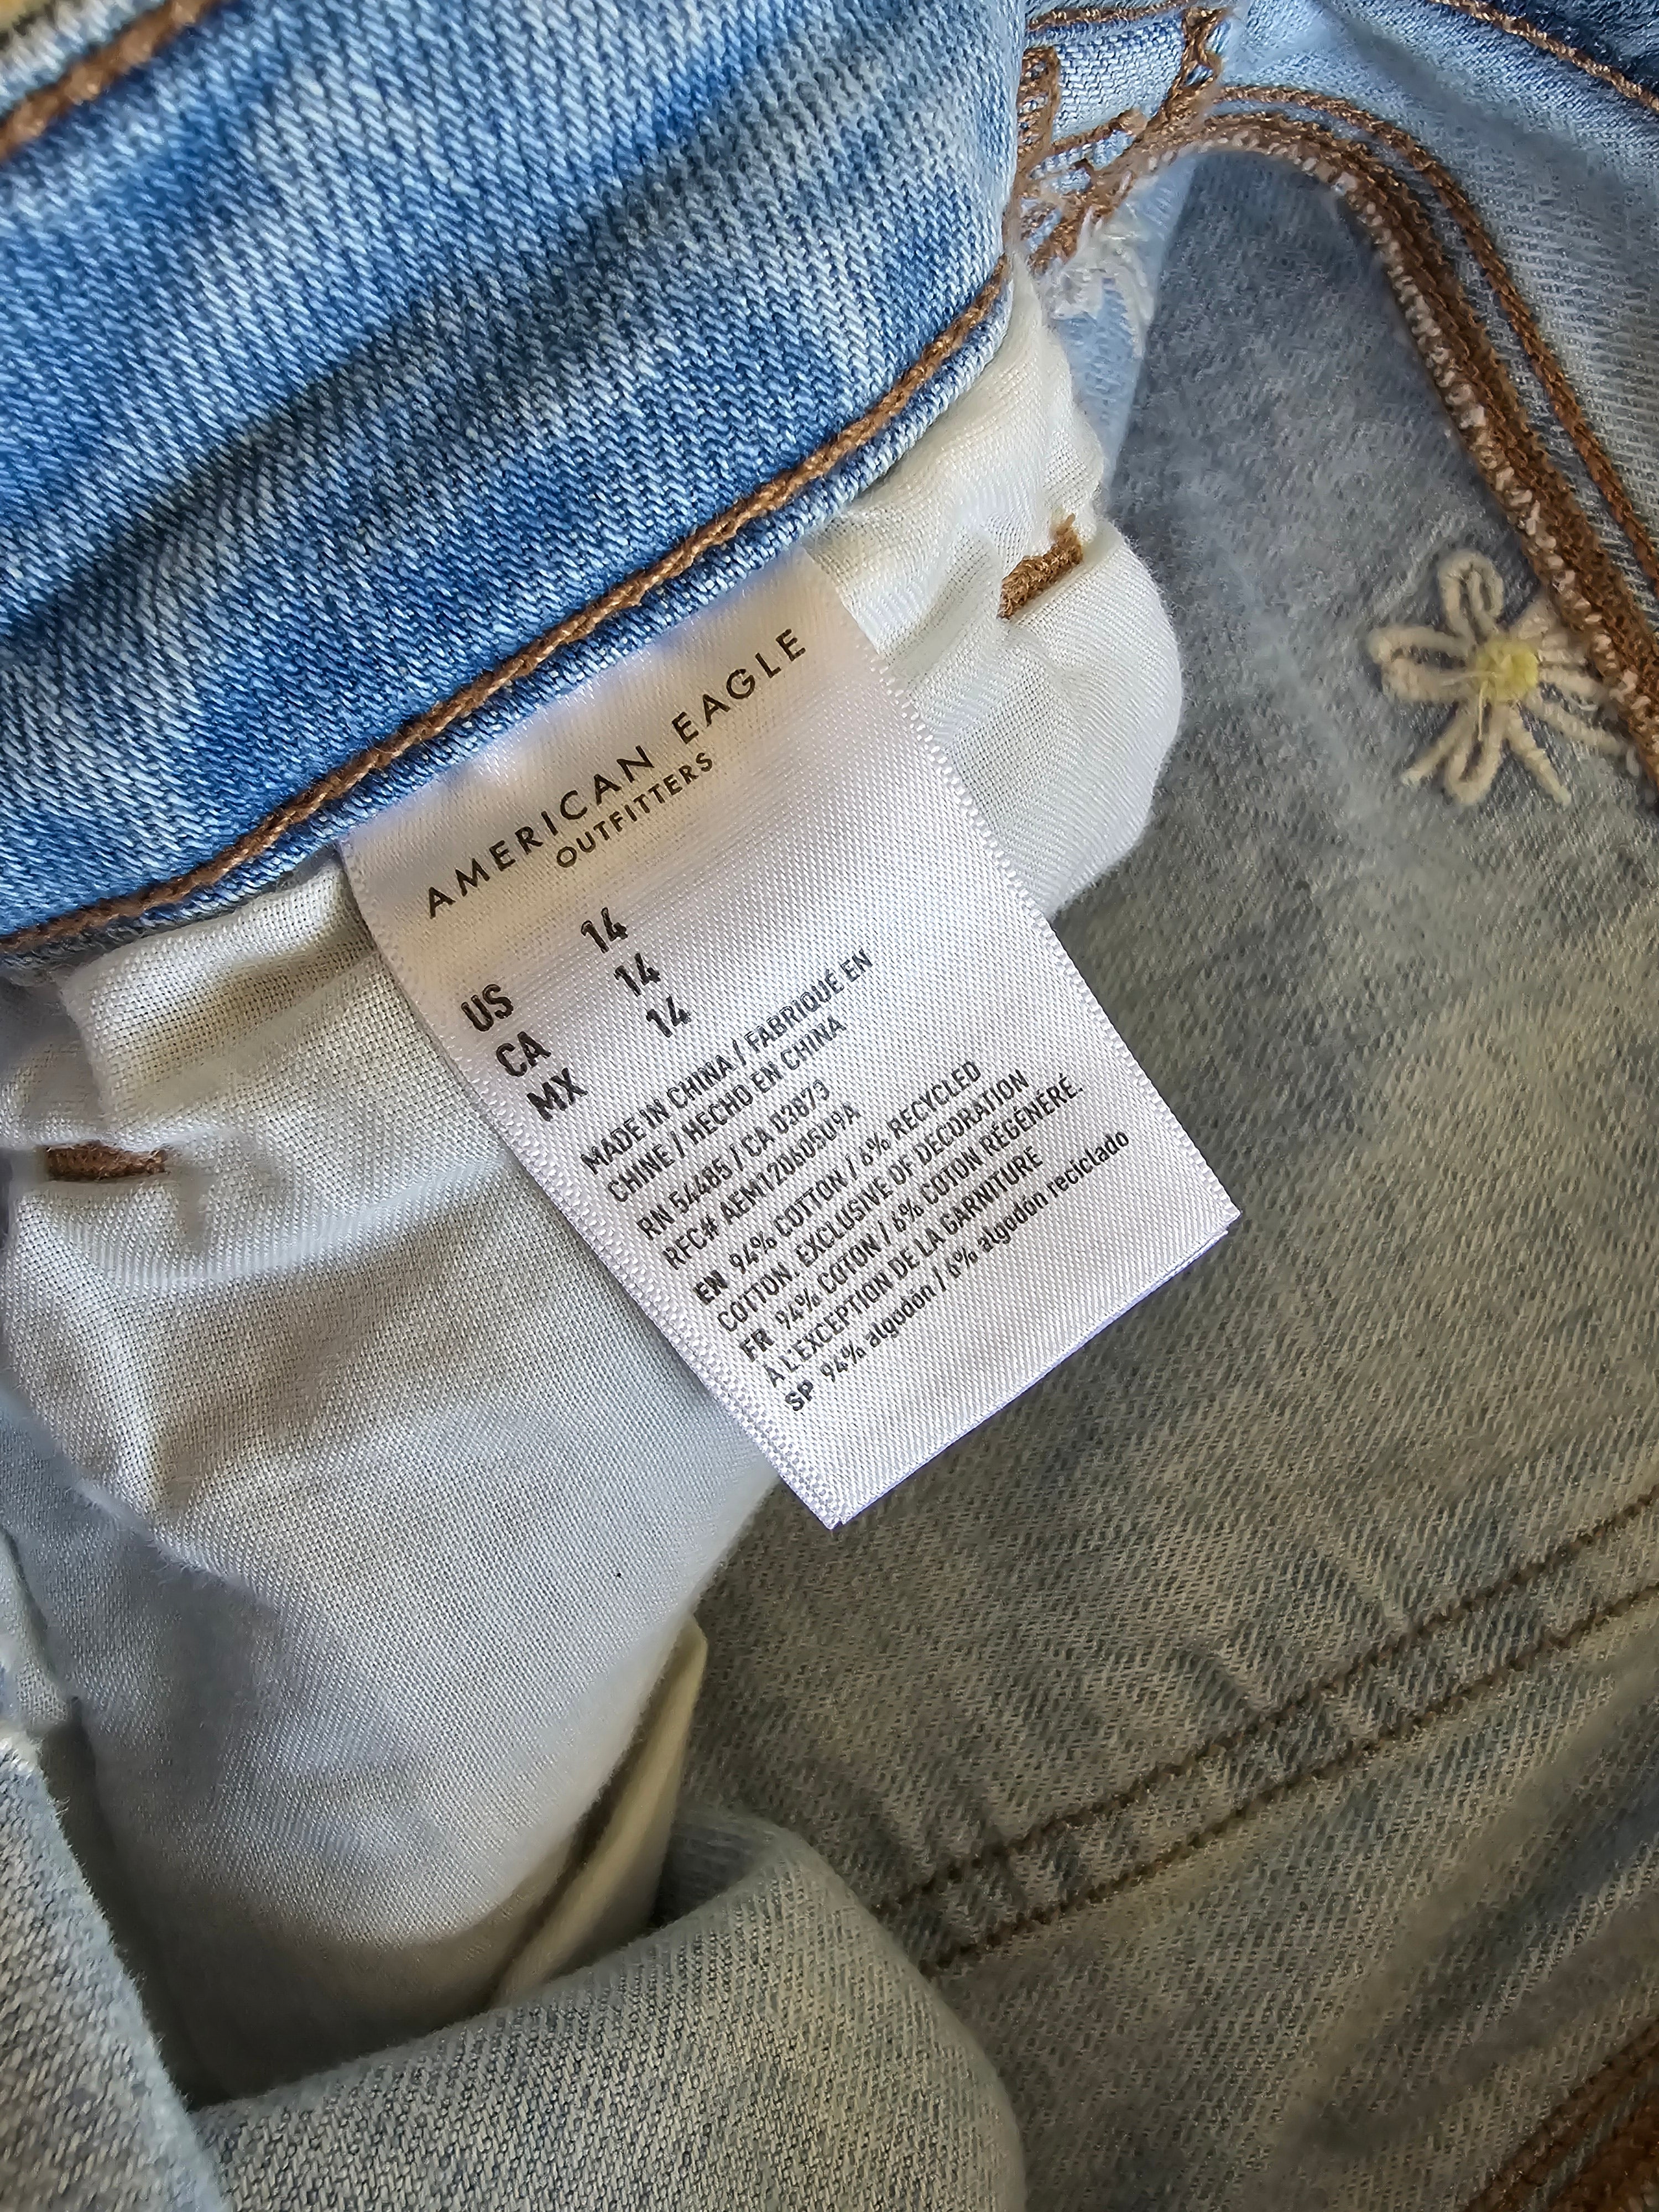 AMERICAN EAGLE
OUTFITTERS
US 14
CA 14
MX 14
MADE IN CHINA / FABRIQUÉ EN
CHINE / HECHO EN CHINA
RN 54485 / CA 03873
RFC# AEM1206059A
EN 94% COTTON / 6% RECYCLED
COTTON. EXCLUSIVE OF DECORATION
FR 94% COTON / 6% COTON RÉGÉNÉRÉ.
À L'EXCEPTION DE LA GARNITURE
SP 94% algodón / 6% algodón reciclado